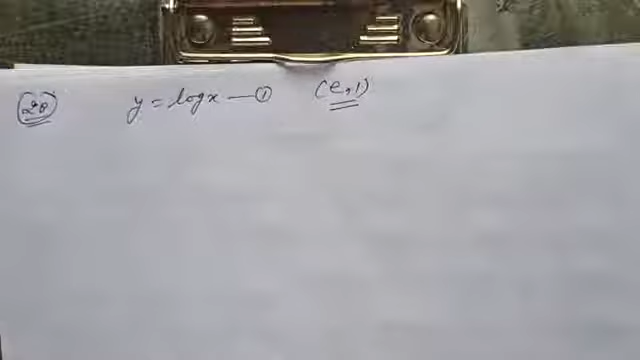 28 y = log x — ① (e, 1)